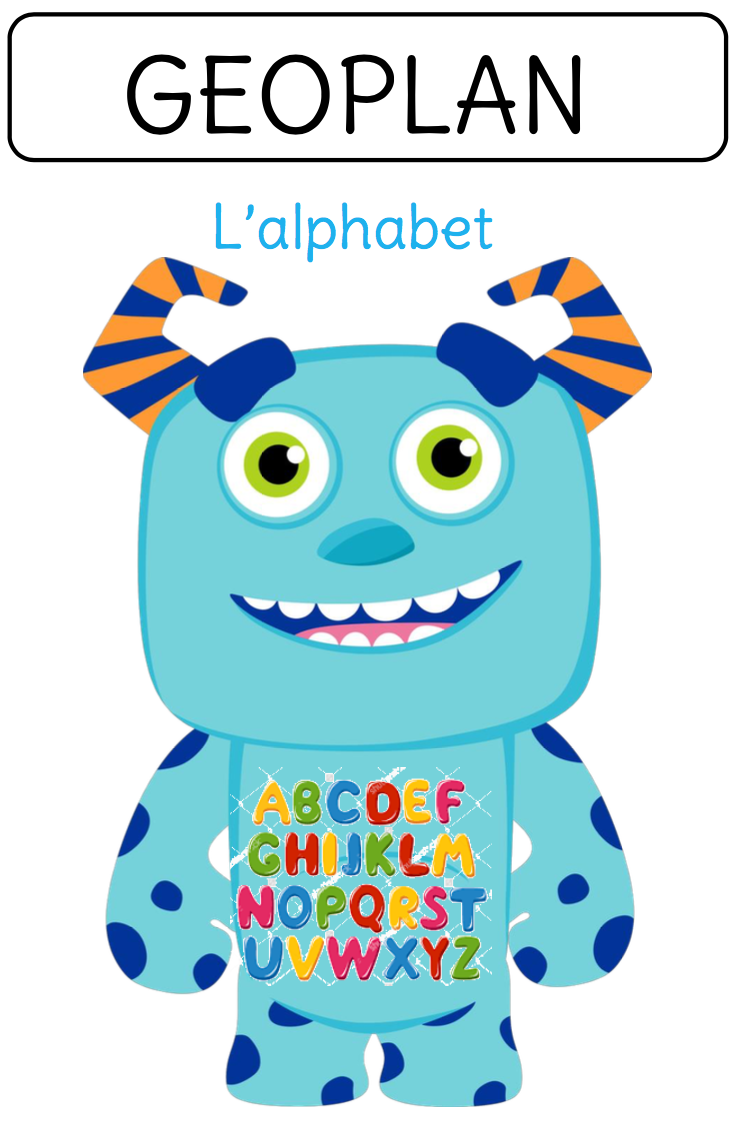 GEOPLAN
L'alphabet
ABCDEF
GHIJKLM
NOPQRST
UVWXYZ